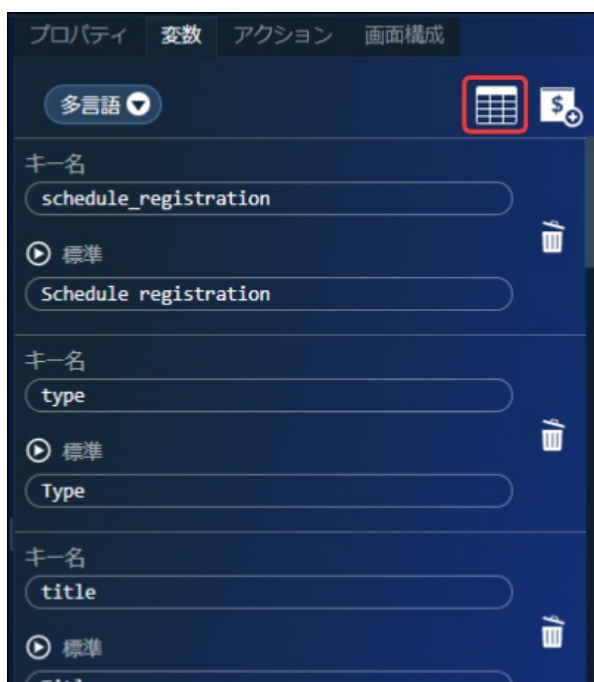 プロパティ 変数 アクション 画面構成
多言語
$
キー名
schedule_registration
標準
Schedule registration
キー名
type
標準
Type
キー名
title
標準